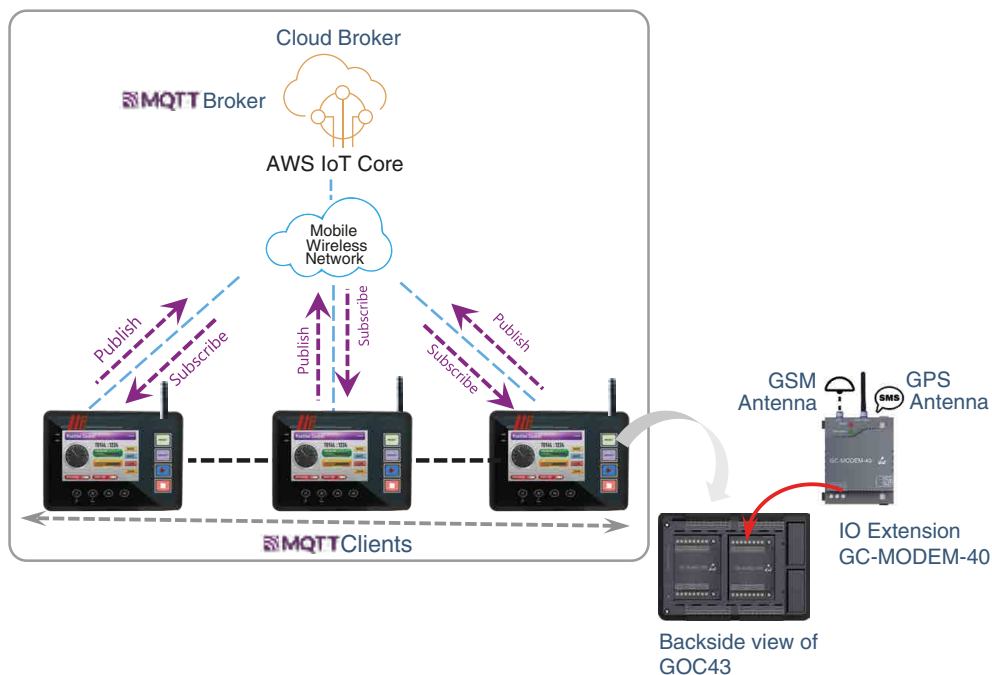 Cloud Broker
MQTT Broker
AWS IoT Core
Mobile
Wireless
Network
Publish
Subscribe
Publish
Subscribe
Publish
Subscribe
MQTT Clients
GSM
Antenna
SMS
GPS
Antenna
GC-MODEM-40
IO Extension
GC-MODEM-40
Backside view of
GOC43